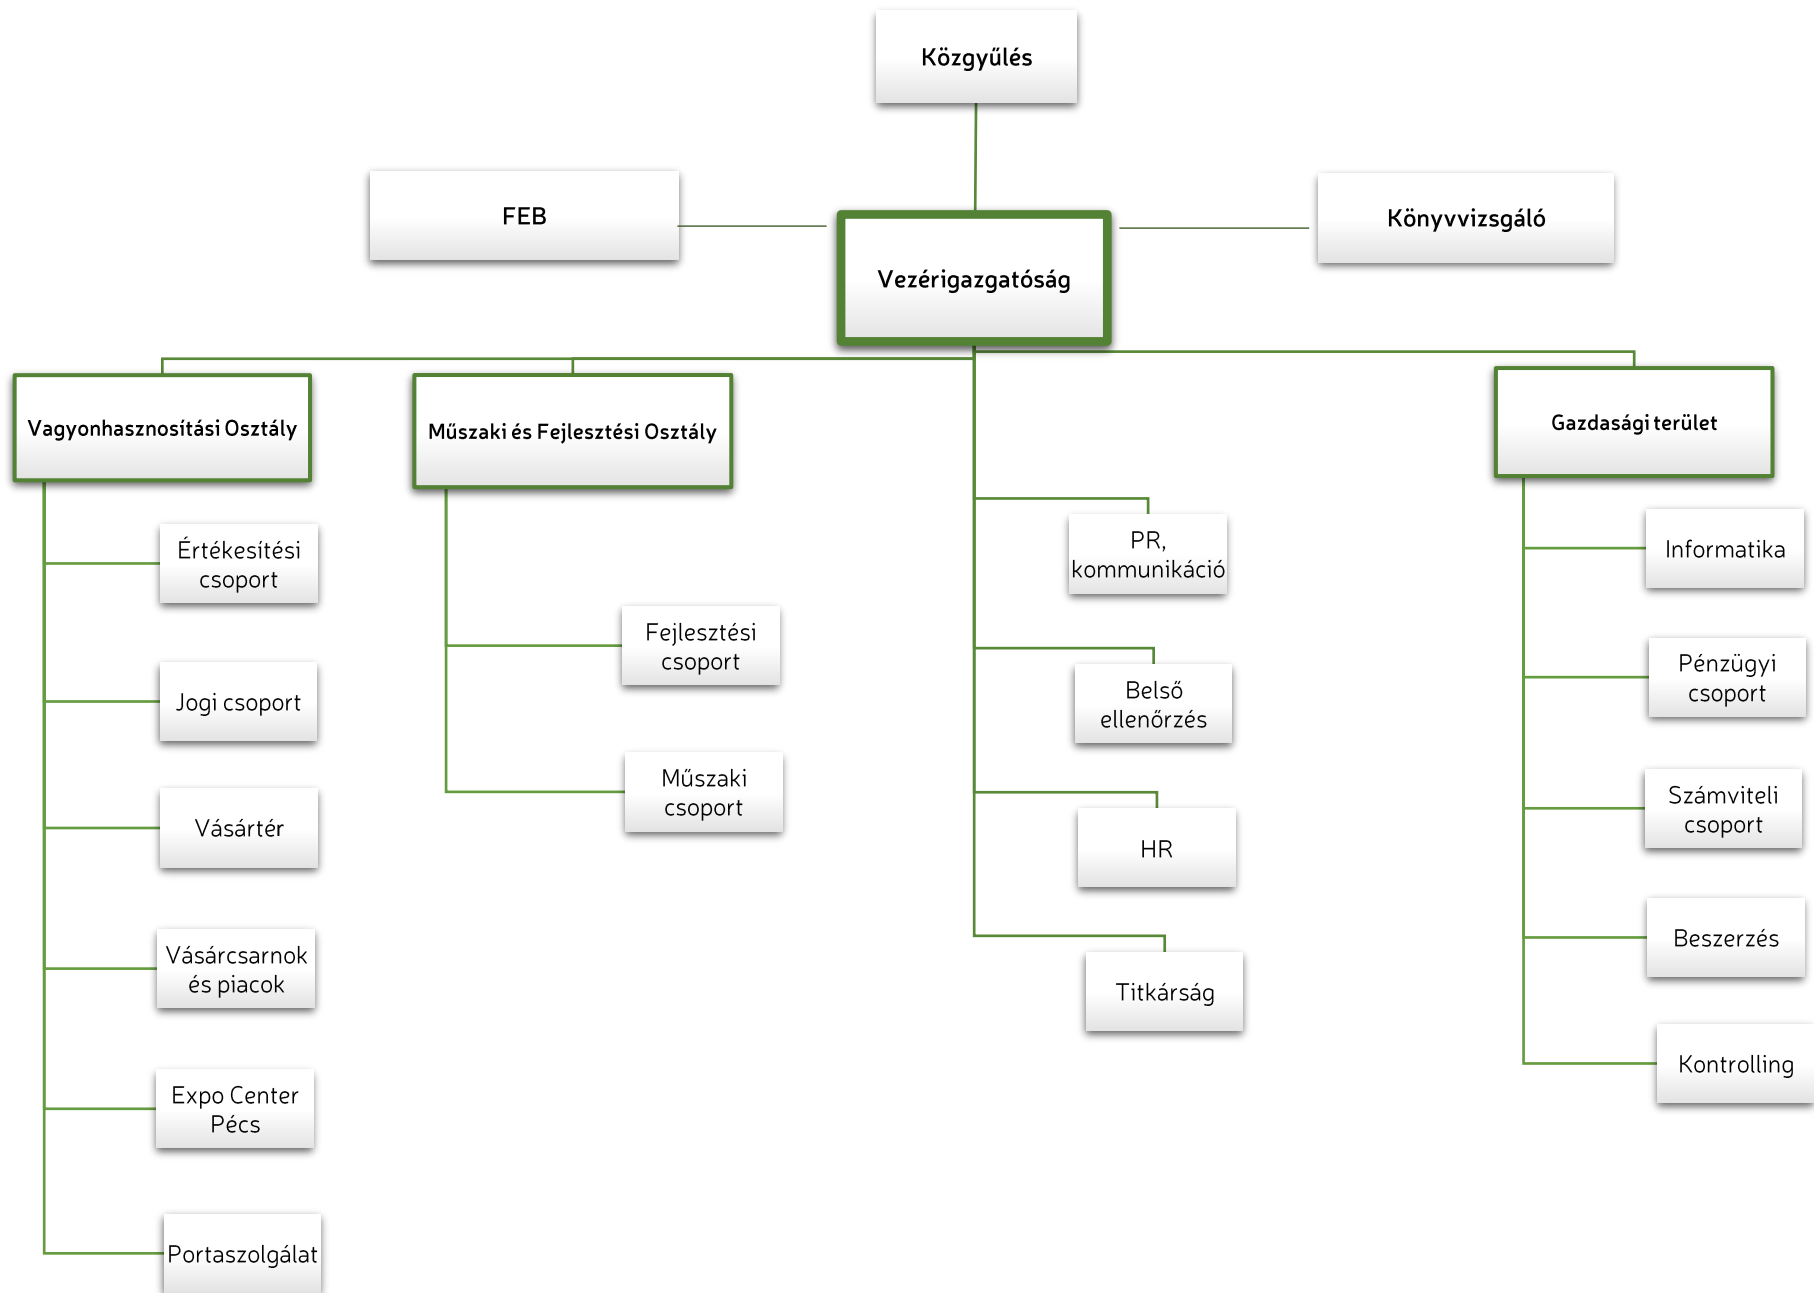 Közgyűlés
FEB
Könyvvizsgáló
Vezérigazgatóság
Vagyonhasznosítási Osztály
Műszaki és Fejlesztési Osztály
Gazdasági terület
Értékesítési
csoport
Jogi csoport
Vásártér
Vásárcsarnok
és piacok
Expo Center
Pécs
Portaszolgálat
Fejlesztési
csoport
Műszaki
csoport
PR,
kommunikáció
Belső
ellenőrzés
HR
Titkárság
Informatika
Pénzügyi
csoport
Számviteli
csoport
Beszerzés
Kontrolling